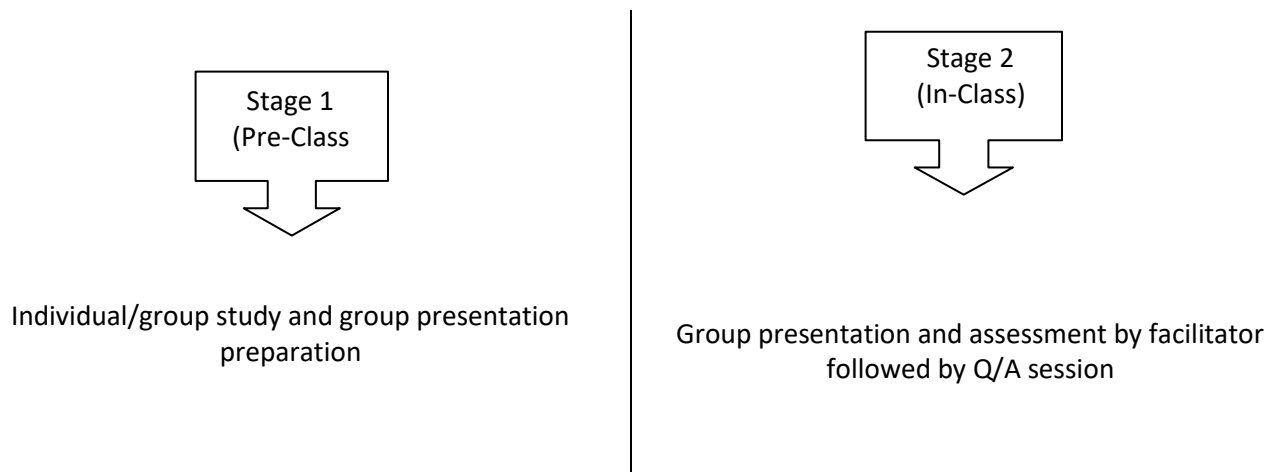 Stage 1
(Pre-Class
Individual/group study and group presentation
preparation
Stage 2
(In-Class)
Group presentation and assessment by facilitator
followed by Q/A session